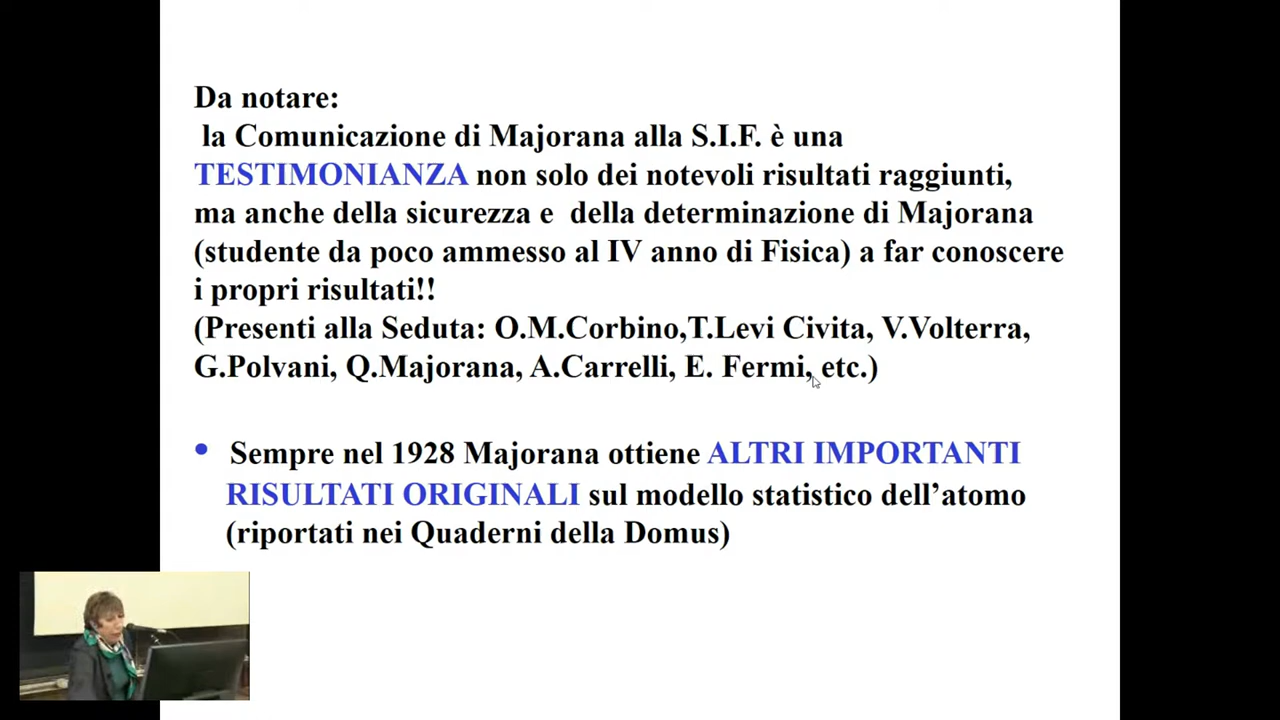 Da notare:
la Comunicazione di Majorana alla S.I.F. è una
TESTIMONIANZA non solo dei notevoli risultati raggiunti,
ma anche della sicurezza e della determinazione di Majorana
(studente da poco ammesso al IV anno di Fisica) a far conoscere
i propri risultati!!
(Presenti alla Seduta: O.M.Corbino,T.Levi Civita, V.Volterra,
G.Polvani, Q.Majorana, A.Carrelli, E. Fermi, etc.)
• Sempre nel 1928 Majorana ottiene ALTRI IMPORTANTI
RISULTATI ORIGINALI sul modello statistico dell’atomo
(riportati nei Quaderni della Domus)